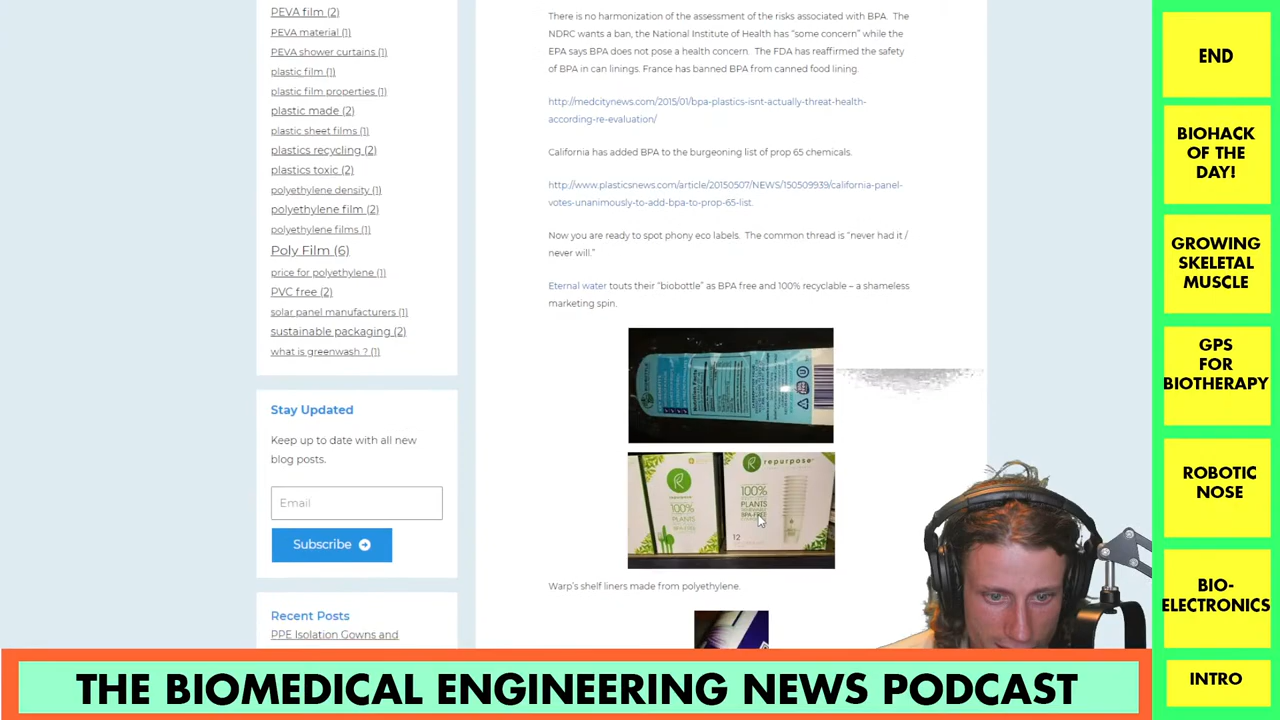 PEVA film (2)
PEVA material (1)
PEVA shower curtains (1)
plastic film (1)
plastic film properties (1)
plastic made (2)
plastic sheet films (1)
plastics recycling (2)
plastics toxic (2)
polyethylene density (1)
polyethylene film (2)
polyethylene films (1)
Poly Film (6)
price for polyethylene (1)
PVC free (2)
solar panel manufacturers (1)
sustainable packaging (2)
what is greenwash ? (1)
Stay Updated
Keep up to date with all new
blog posts.
Email
Subscribe
Recent Posts
PPE Isolation Gowns and
There is no harmonization of the assessment of the risks associated with BPA. The
NDRC wants a ban, the National Institute of Health has “some concern” while the
EPA says BPA does not pose a health concern. The FDA has reaffirmed the safety
of BPA in can linings. France has banned BPA from canned food lining.
http://medcitynews.com/2015/01/bpa-plastics-isnt-actually-threat-health-
according-re-evaluation/
California has added BPA to the burgeoning list of prop 65 chemicals.
http://www.plasticsnews.com/article/20150507/NEWS/150509939/california-panel-
votes-unanimously-to-add-bpa-to-prop-65-list.
Now you are ready to spot phony eco labels. The common thread is “never had it /
never will.”
Eternal water touts their “biobottle” as BPA free and 100% recyclable – a shameless
marketing spin.
repurpose
100%
PLANTS
100%
PLANTS
BPA-FREE
12
Warp’s shelf liners made from polyethylene.
END
BIOHACK
OF THE
DAY!
GROWING
SKELETAL
MUSCLE
GPS
FOR
BIOTHERAPY
ROBOTIC
NOSE
BIO-
ELECTRONICS
INTRO
THE BIOMEDICAL ENGINEERING NEWS PODCAST